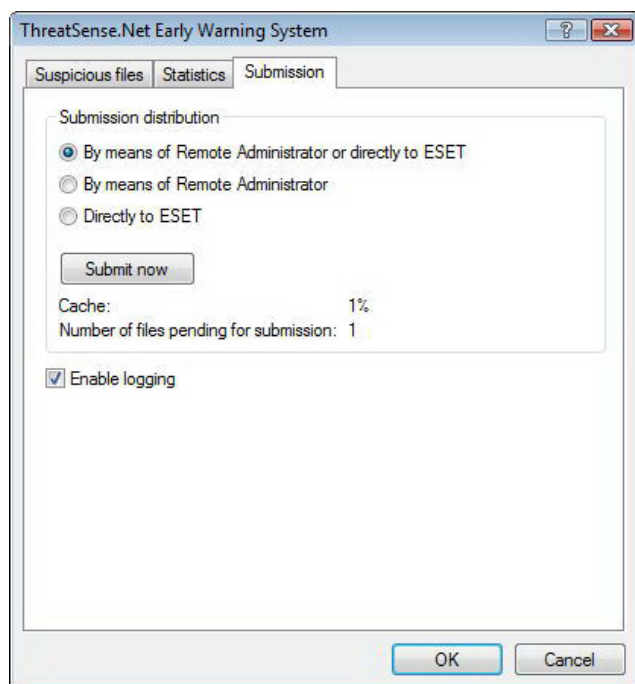 ThreatSense.Net Early Warning System
Suspicious files Statistics Submission
Submission distribution
By means of Remote Administrator or directly to ESET
By means of Remote Administrator
Directly to ESET
Submit now
Cache: 1%
Number of files pending for submission: 1
Enable logging
OK Cancel